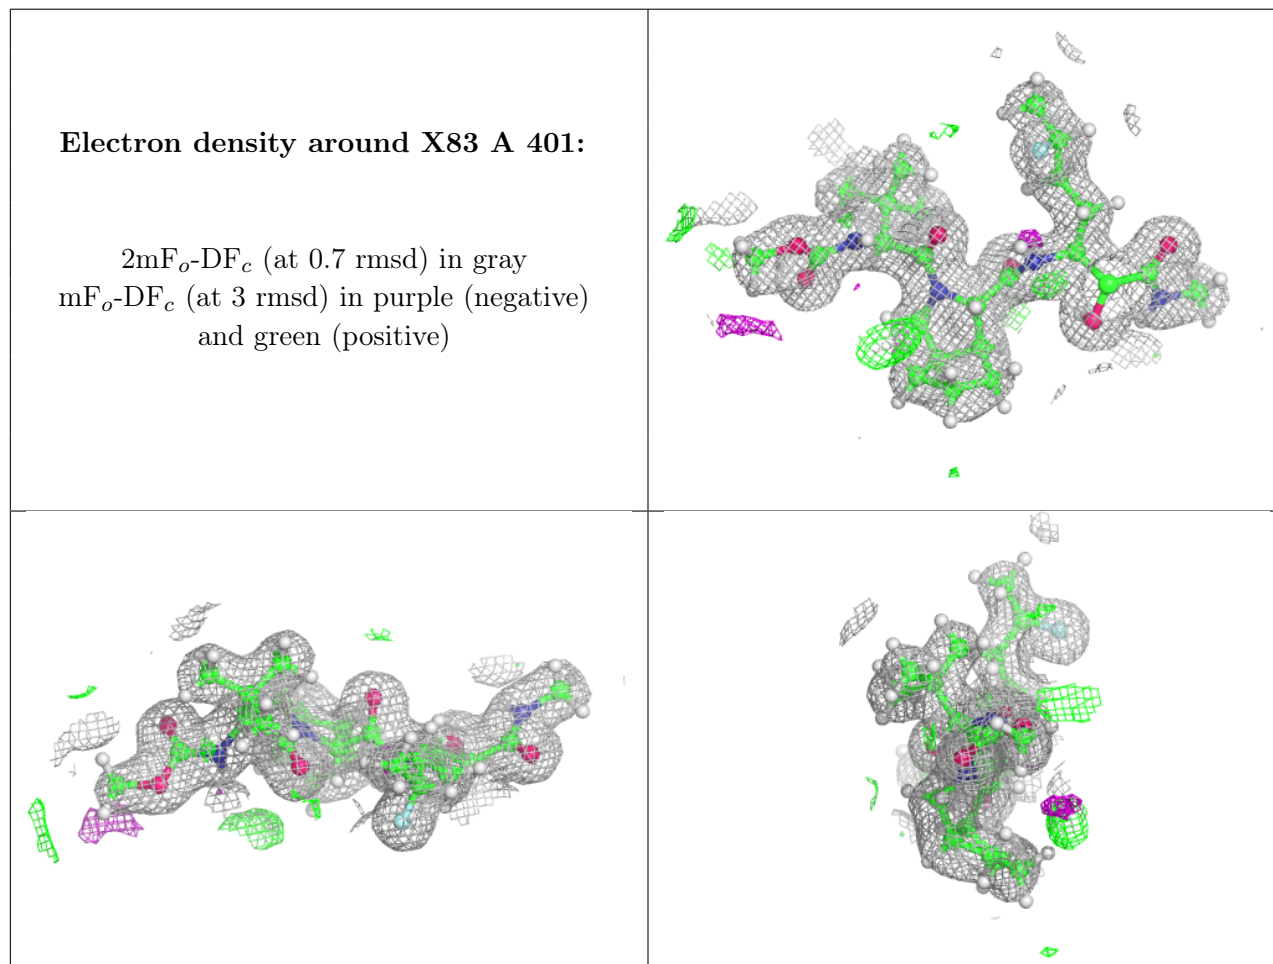 Electron density around X83 A 401:
2mFo-DFc (at 0.7 rmsd) in gray
mFo-DFc (at 3 rmsd) in purple (negative)
and green (positive)